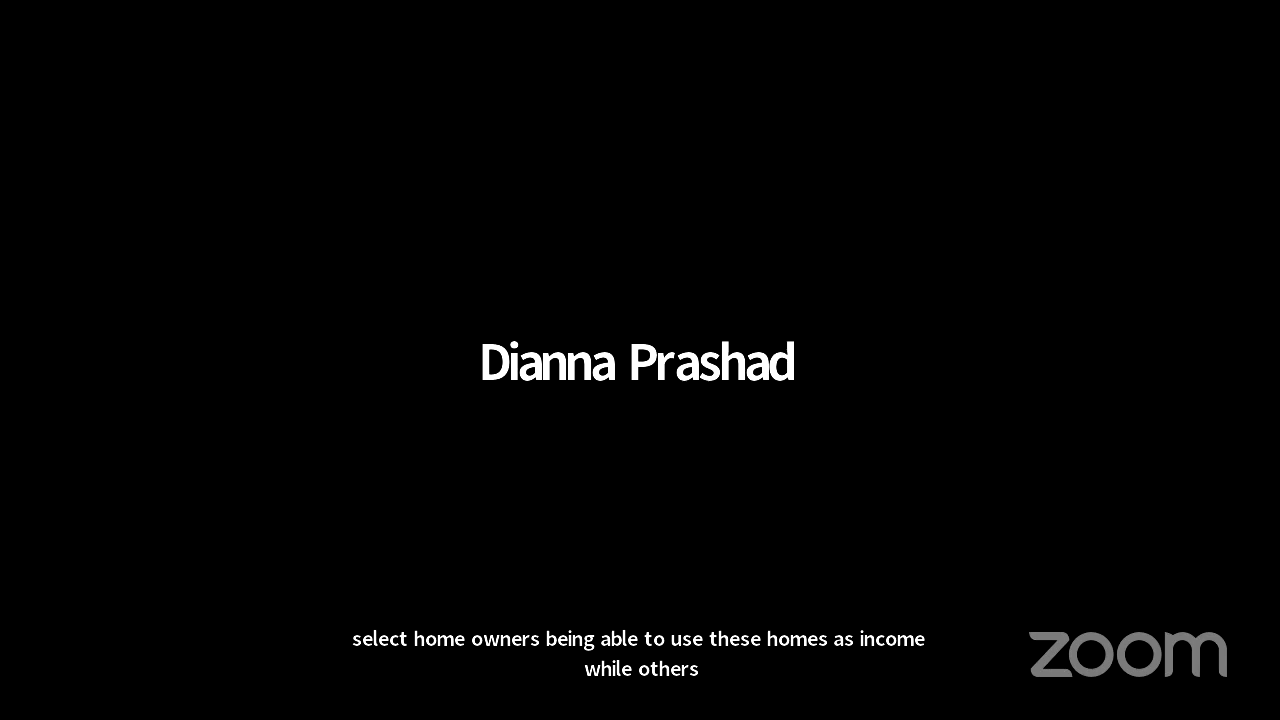 Dianna Prashad
select home owners being able to use these homes as income
while others
zoom